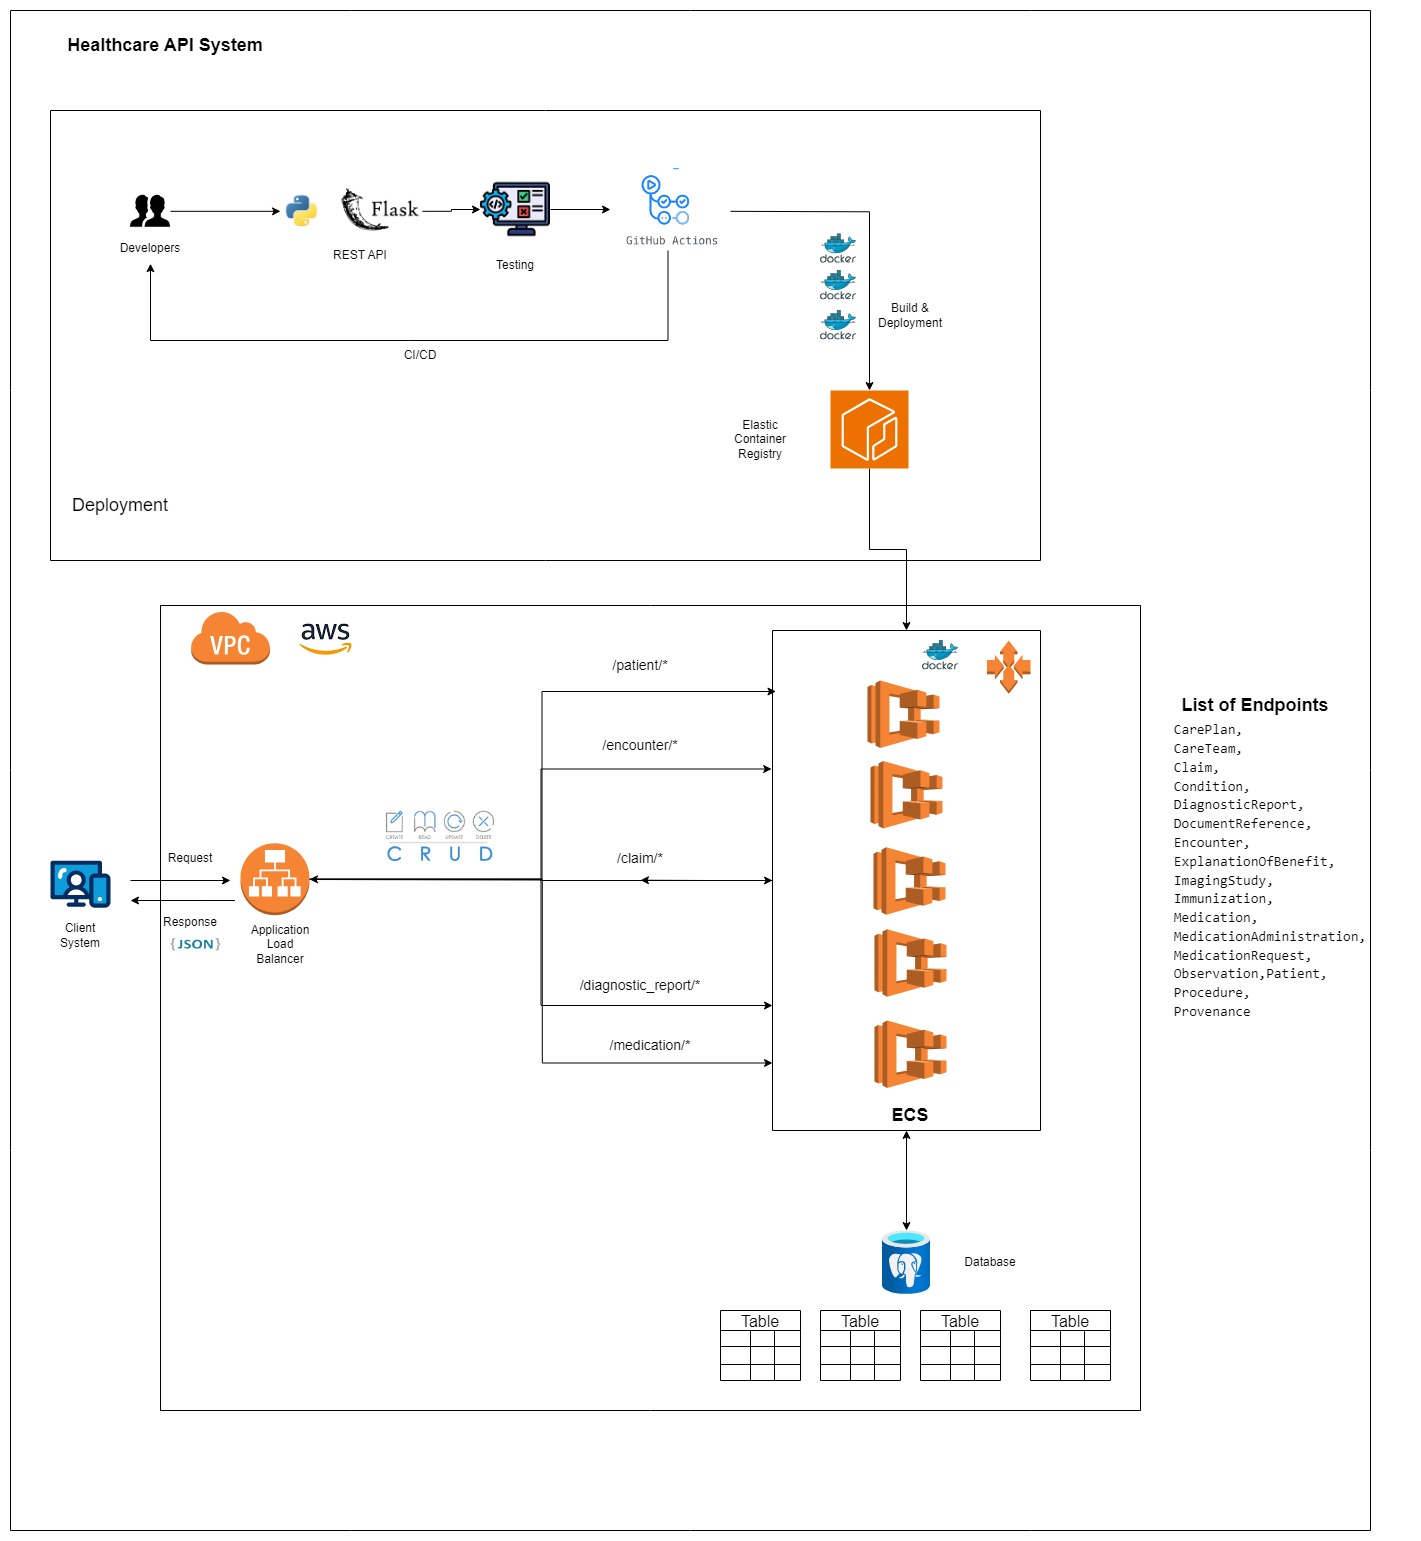 Healthcare API System
Flask
GitHub Actions
Developers
REST API
Testing
docker
docker
docker
Build &
Deployment
CI/CD
Elastic
Container
Registry
Deployment
VPC
aws
docker
/patient/*
/encounter/*
CREATE READ UPDATE DELETE
C R U D
/claim/*
/diagnostic_report/*
/medication/*
Request
Response
{JSON}
Client
System
Application
Load
Balancer
ECS
List of Endpoints
CarePlan,
CareTeam,
Claim,
Condition,
DiagnosticReport,
DocumentReference,
Encounter,
ExplanationOfBenefit,
ImagingStudy,
Immunization,
Medication,
MedicationAdministration,
MedicationRequest,
Observation,Patient,
Procedure,
Provenance
Database
Table
Table
Table
Table